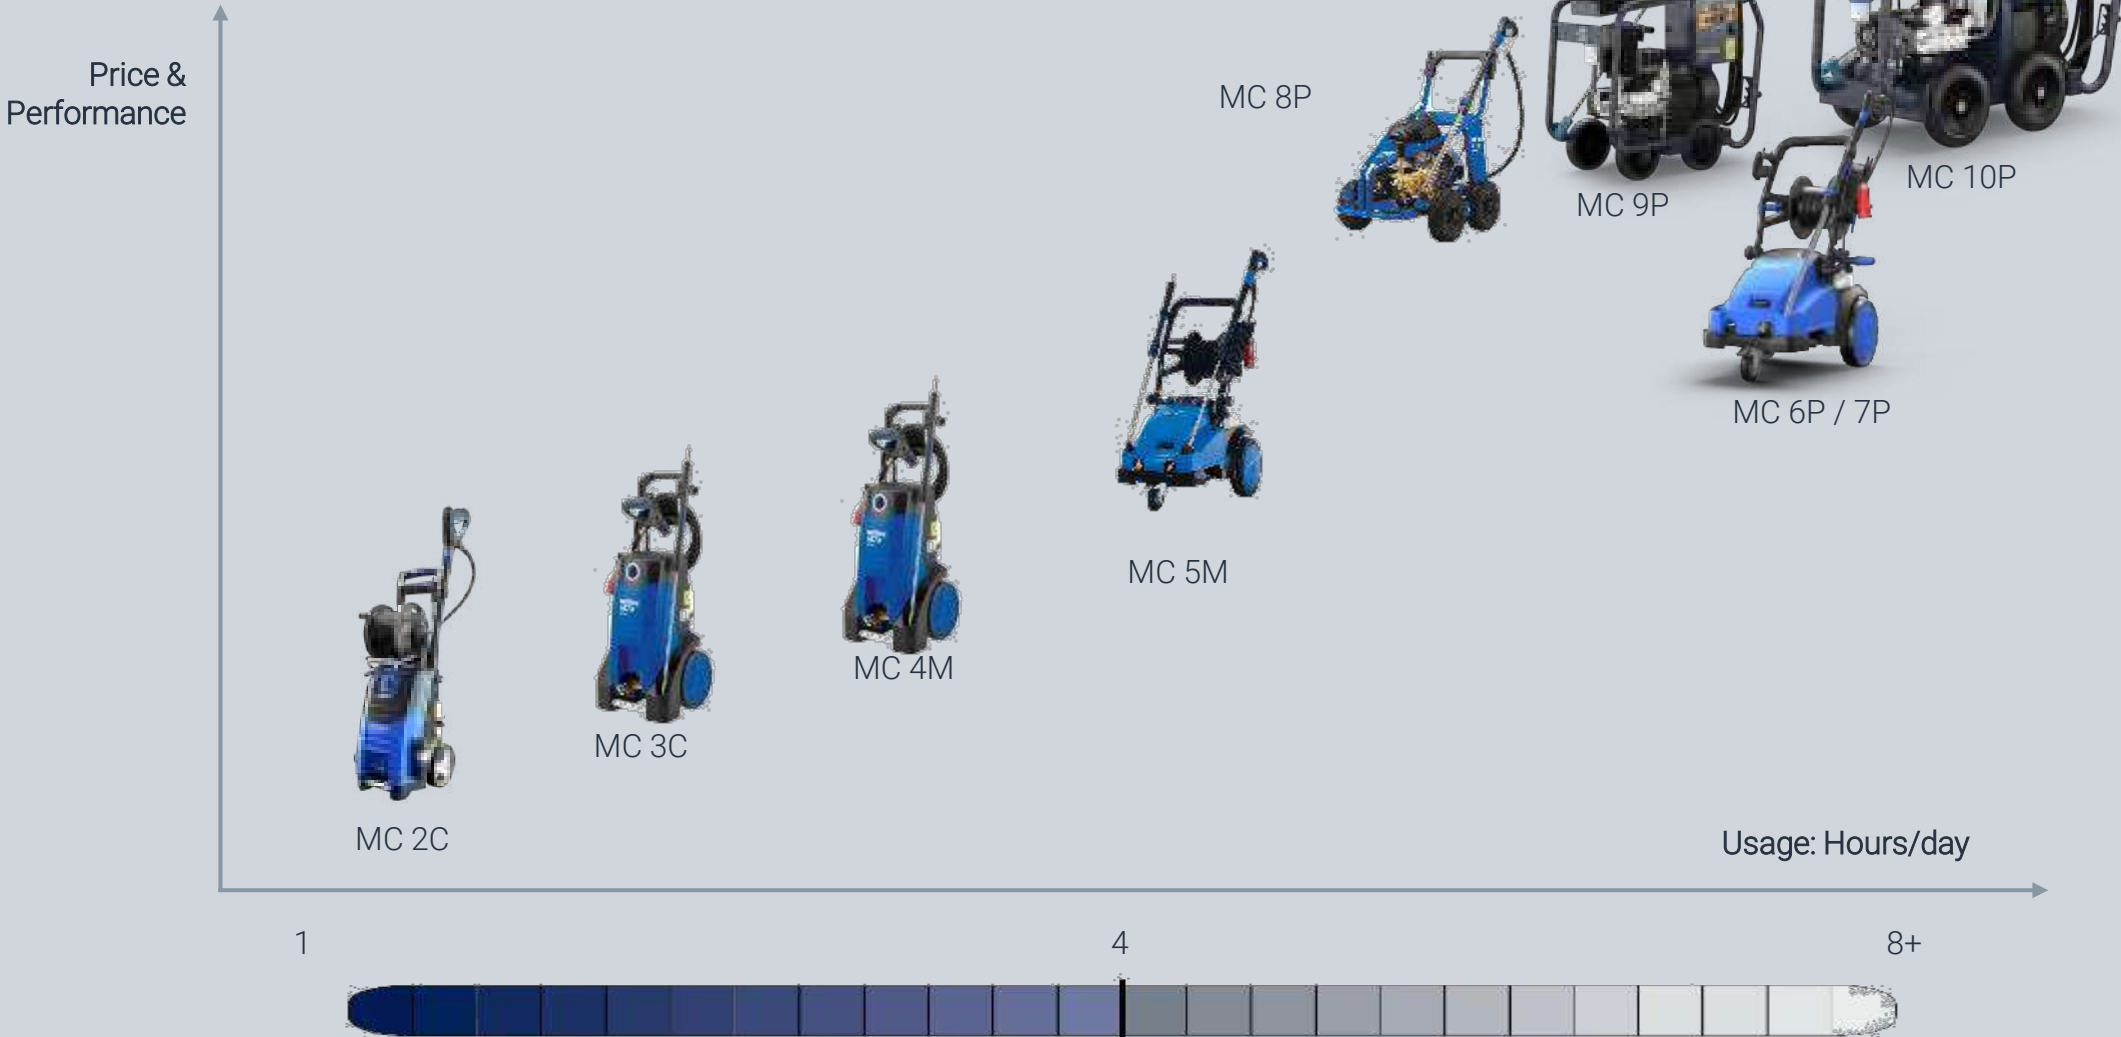 Price &
Performance
MC 8P
MC 9P
MC 10P
MC 6P / 7P
MC 5M
MC 4M
MC 3C
MC 2C
Usage: Hours/day
1
4
8+